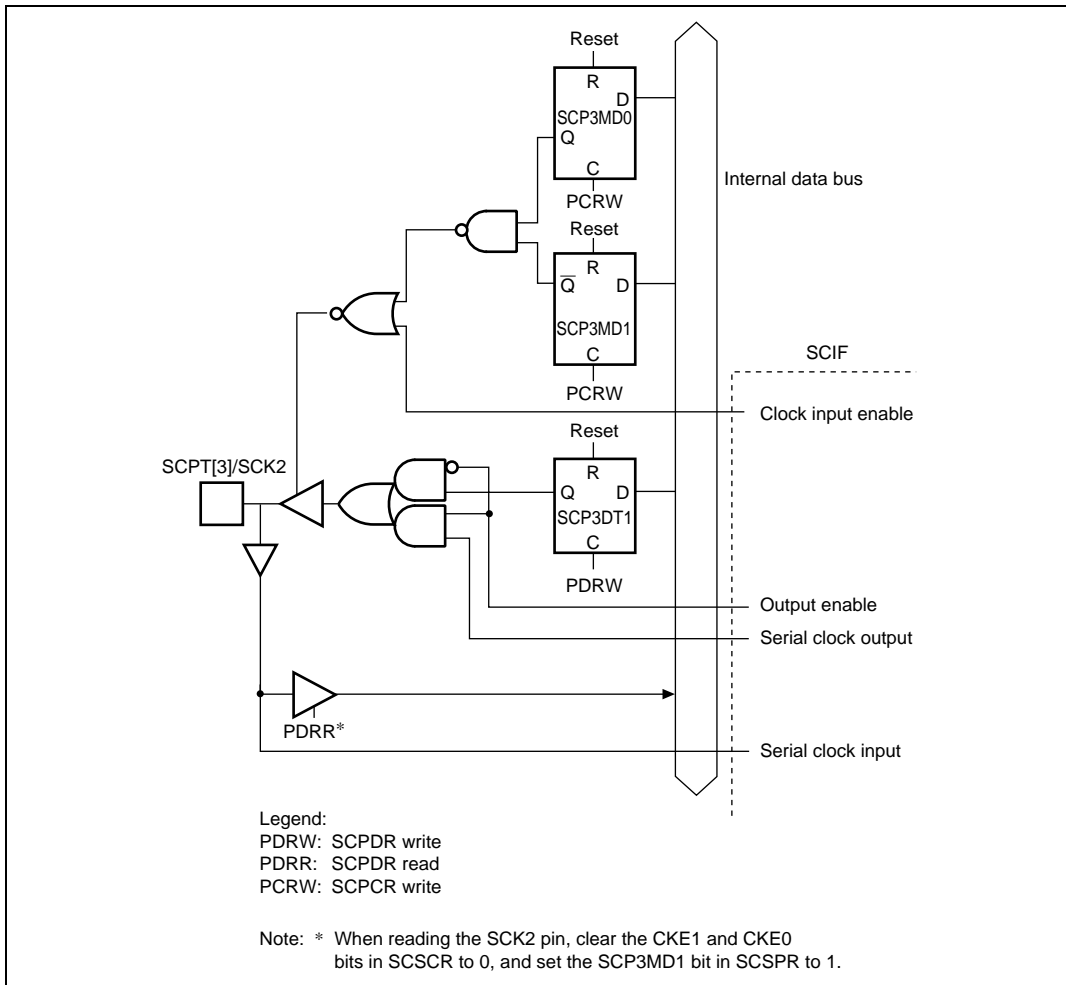 Reset
R
D
SCP3MD0
Q
C
PCRW
Internal data bus
Reset
R
Q D
SCP3MD1
C
PCRW
SCIF
Clock input enable
Reset
SCPT[3]/SCK2
R
Q D
SCP3DT1
C
PDRW
Output enable
Serial clock output
PDRR*
Serial clock input
Legend:
PDRW: SCPDR write
PDRR: SCPDR read
PCRW: SCPCR write
Note: * When reading the SCK2 pin, clear the CKE1 and CKE0
bits in SCSCR to 0, and set the SCP3MD1 bit in SCSPR to 1.